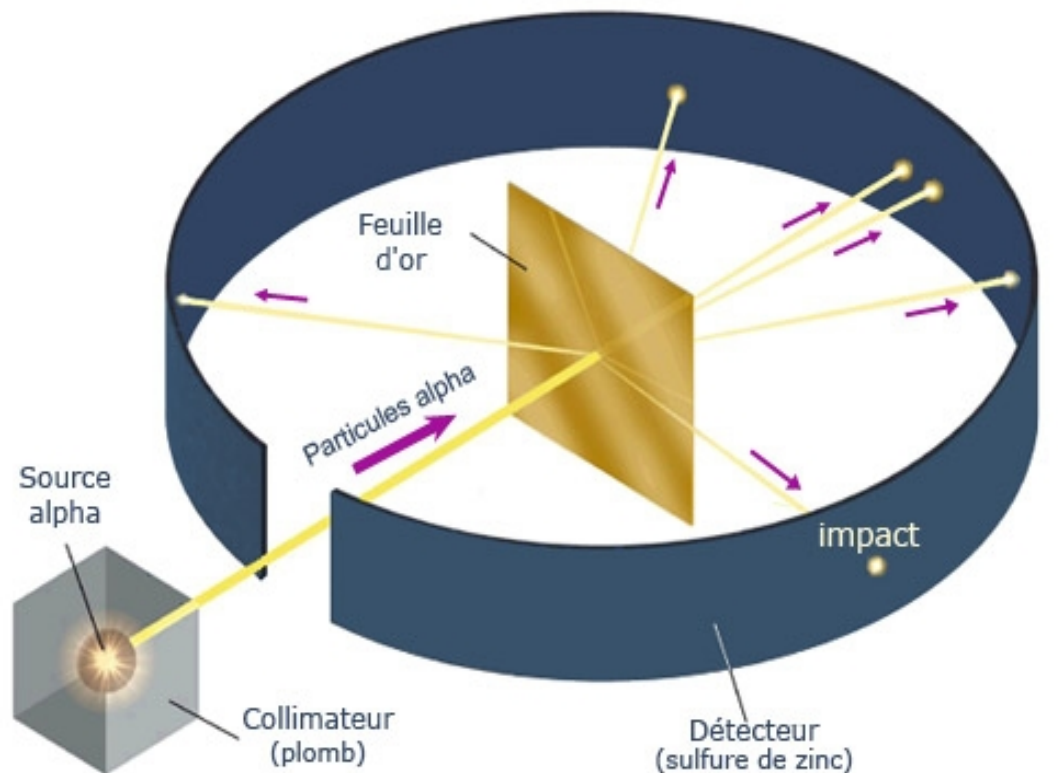 Feuille
d'or
Particules alpha
Source
alpha
impact
Collimateur
(plomb)
Détecteur
(sulfure de zinc)